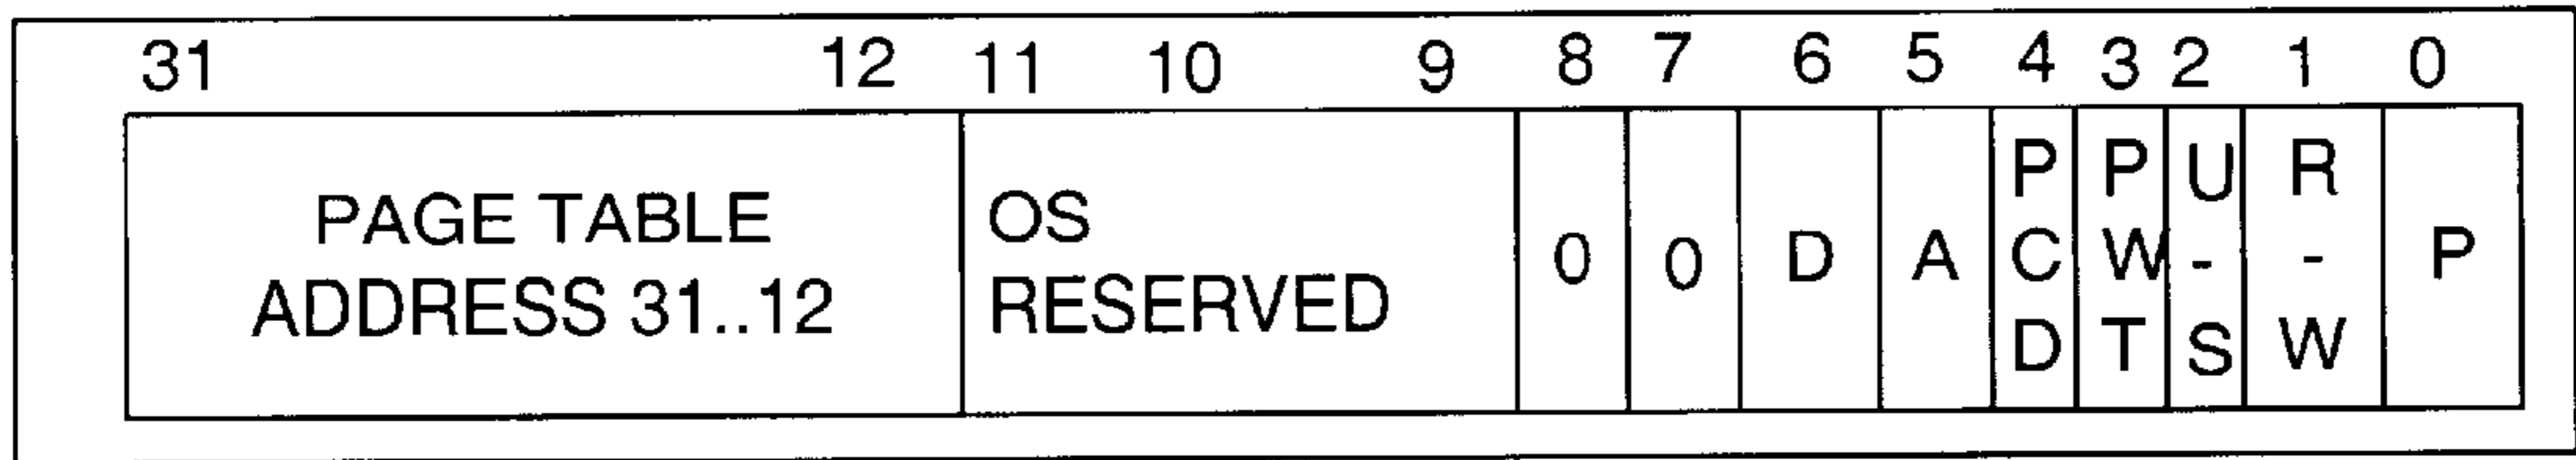 31 12 11 10 9 8 7 6 5 4 3 2 1 0
PAGE TABLE
ADDRESS 31..12
OS
RESERVED
0
0
D
A
P
C
D
P
W
T
U
-
S
R
-
W
P